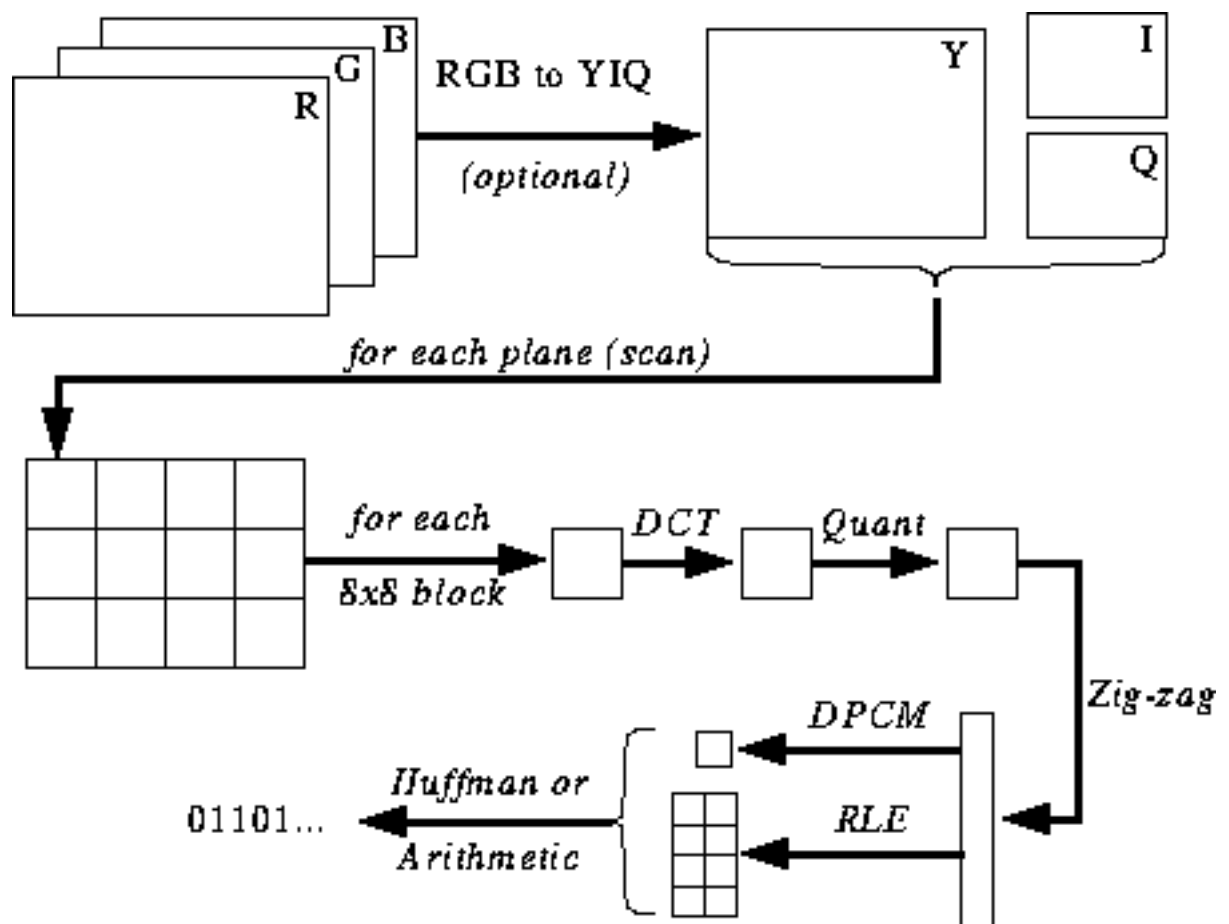 B
G
R
RGB to YIQ
(optional)
Y
I
Q
for each plane (scan)
for each
8x8 block
DCT
Quant
Zig-zag
DPCM
RLE
Huffman or
Arithmetic
01101...